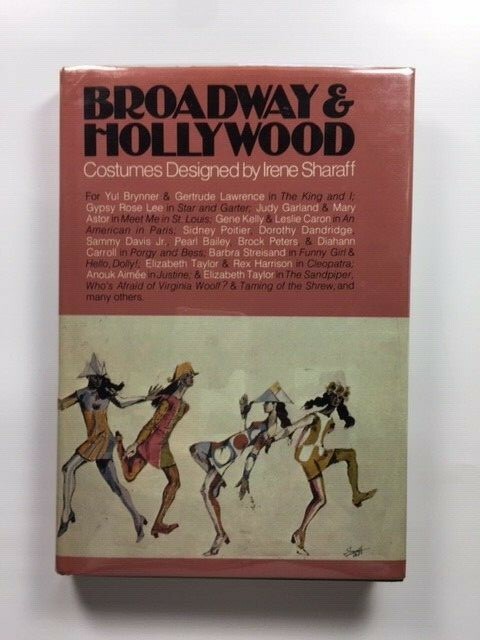 BROADWAY &
HOLLYWOOD
Costumes Designed by Irene Sharaff
For Yul Brynner & Gertrude Lawrence in The King and I;
Gypsy Rose Lee in Star and Garter; Judy Garland & Mary
Astor in Meet Me in St. Louis; Gene Kelly & Leslie Caron in An
American in Paris; Sidney Poitier, Dorothy Dandridge,
Sammy Davis Jr., Pearl Bailey, Brock Peters, & Diahann
Carroll in Porgy and Bess; Barbra Streisand in Funny Girl &
Hello, Dolly!; Elizabeth Taylor & Rex Harrison in Cleopatra;
Anouk Aimée in Justine; & Elizabeth Taylor in The Sandpiper,
Who's Afraid of Virginia Woolf? & Taming of the Shrew, and
many others.